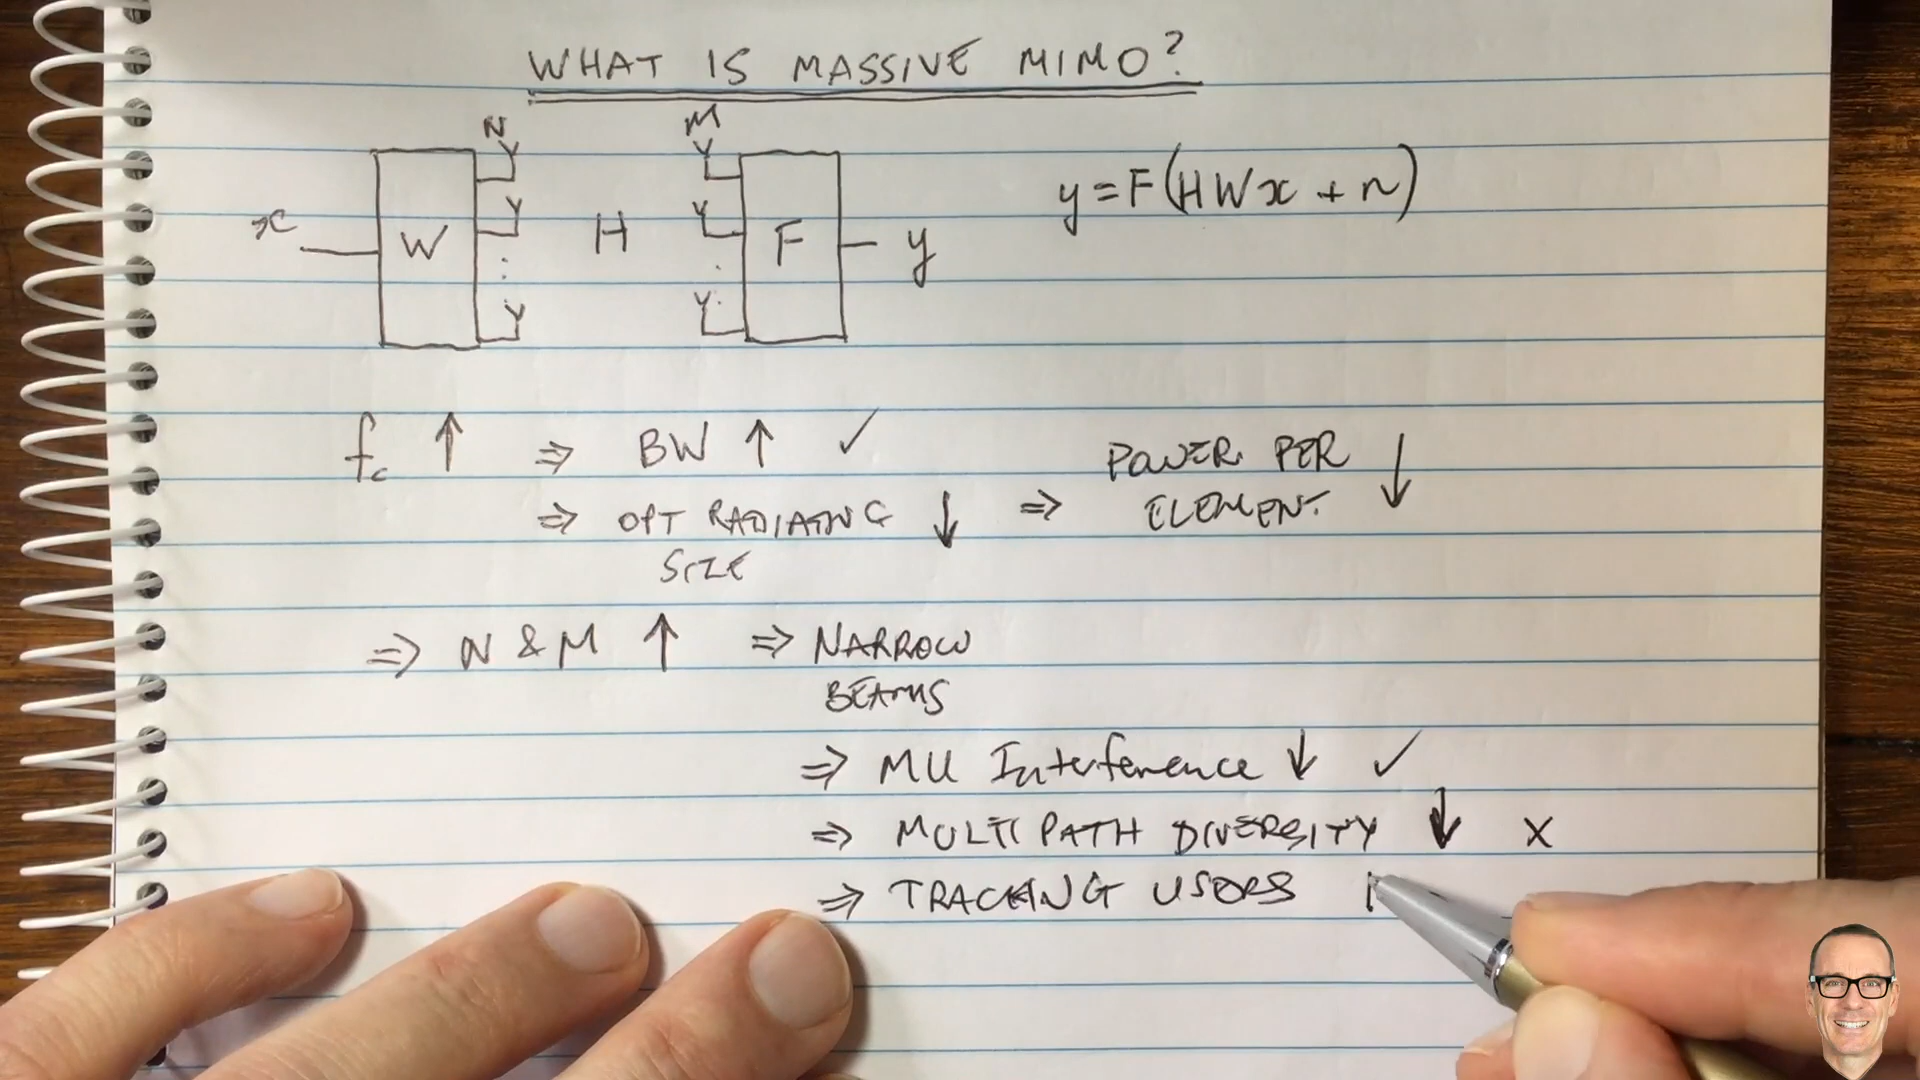 WHAT IS MASSIVE MIMO?
N M
x W H F y y = F(HWx + n)
fc ↑ ⇒ BW ↑ ✓
⇒ OPT RADIATING SIZE ↓ ⇒ POWER PER ELEMENT ↓
⇒ N & M ↑ ⇒ NARROW
BEAMS
⇒ MU Interference ↓ ✓
⇒ MULTIPATH DIVERSITY ↓ X
⇒ TRACKING USERS